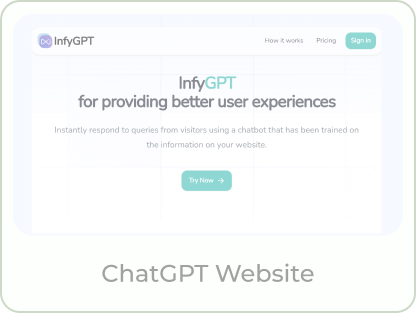 InfyGPT
How it works
Pricing
Sign in
InfyGPT
for providing better user experiences
Instantly respond to queries from visitors using a chatbot that has been trained on
the information on your website.
Try Now →
ChatGPT Website